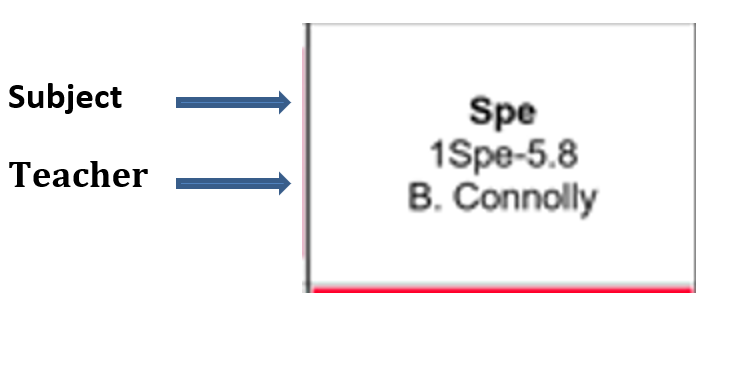 Subject
Teacher
Spe
1Spe-5.8
B. Connolly